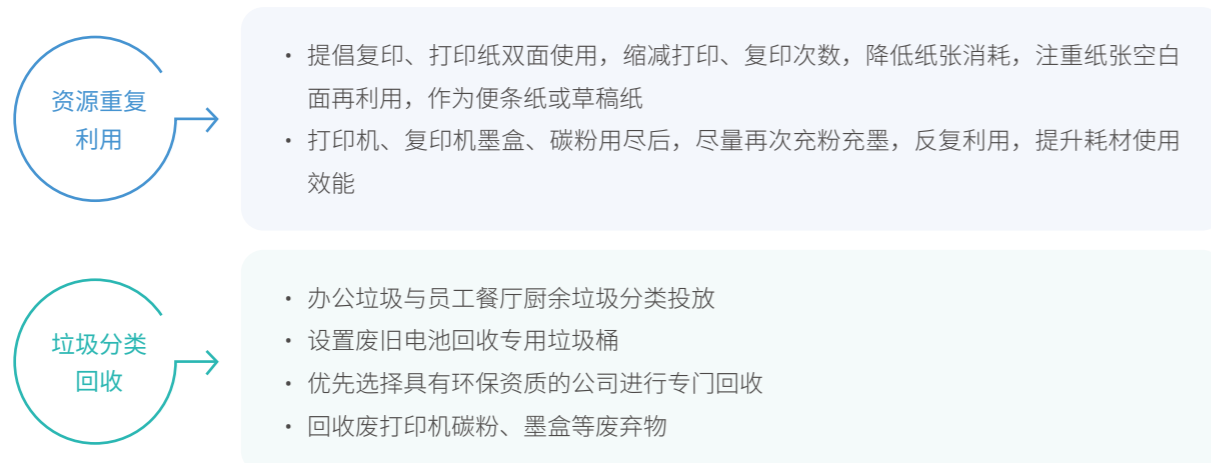 资源重复
利用
· 提倡复印、打印纸双面使用，缩减打印、复印次数，降低纸张消耗，注重纸张空白
面再利用，作为便条纸或草稿纸
· 打印机、复印机墨盒、碳粉用尽后，尽量再次充粉充墨，反复利用，提升耗材使用
效能
垃圾分类
回收
· 办公垃圾与员工餐厅厨余垃圾分类投放
· 设置废旧电池回收专用垃圾桶
· 优先选择具有环保资质的公司进行专门回收
· 回收废打印机碳粉、墨盒等废弃物